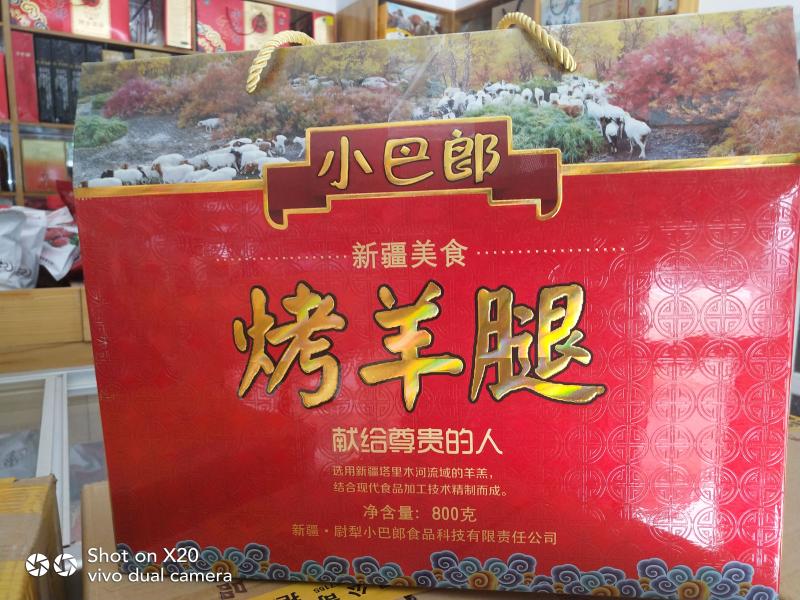 小巴郎
新疆美食
烤羊腿
献给尊贵的人
选用新疆塔里木河流域的羊羔，
结合现代食品加工技术精制而成。
净含量：800克
新疆·尉犁小巴郎食品科技有限责任公司
Shot on X20
vivo dual camera